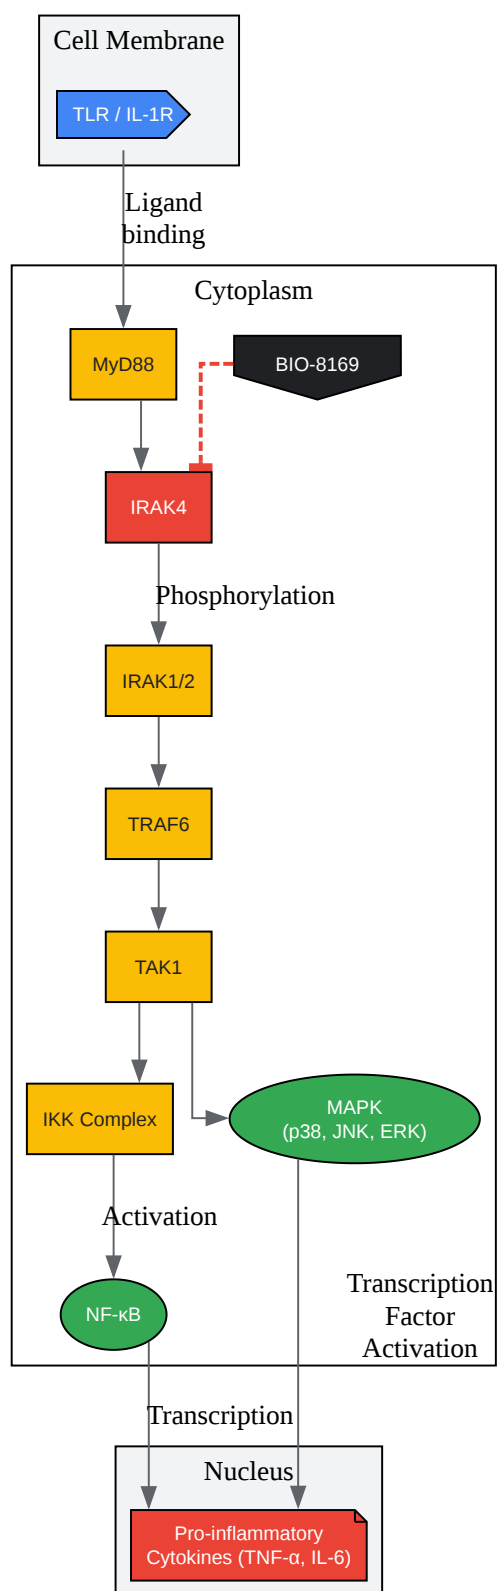 Cell Membrane
TLR / IL-1R
Ligand
binding
Cytoplasm
MyD88
BIO-8169
IRAK4
Phosphorylation
IRAK1/2
TRAF6
TAK1
IKK Complex
MAPK
(p38, JNK, ERK)
Activation
NF-κB
Transcription
Factor
Activation
Transcription
Nucleus
Pro-inflammatory
Cytokines (TNF-α, IL-6)